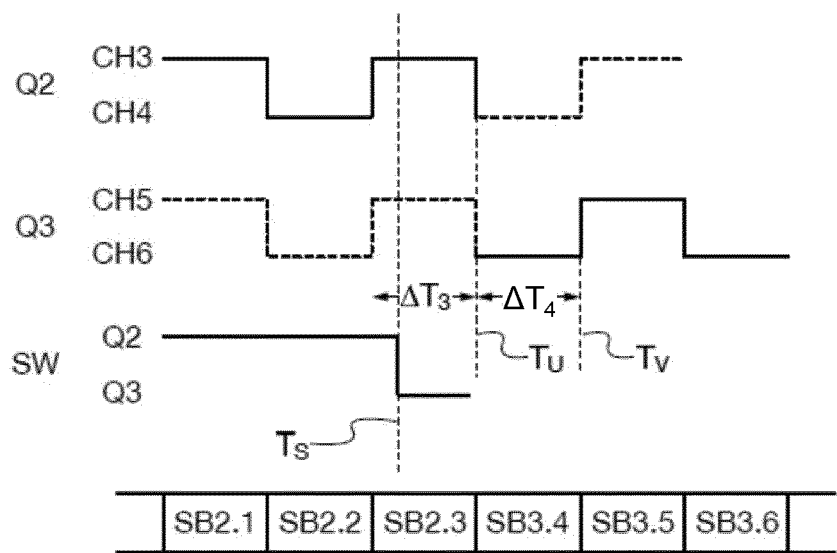 CH3
Q2
CH4
CH5
Q3
CH6
ΔT3 ΔT4
Q2
SW
TU TV
Q3
TS
SB2.1 SB2.2 SB2.3 SB3.4 SB3.5 SB3.6